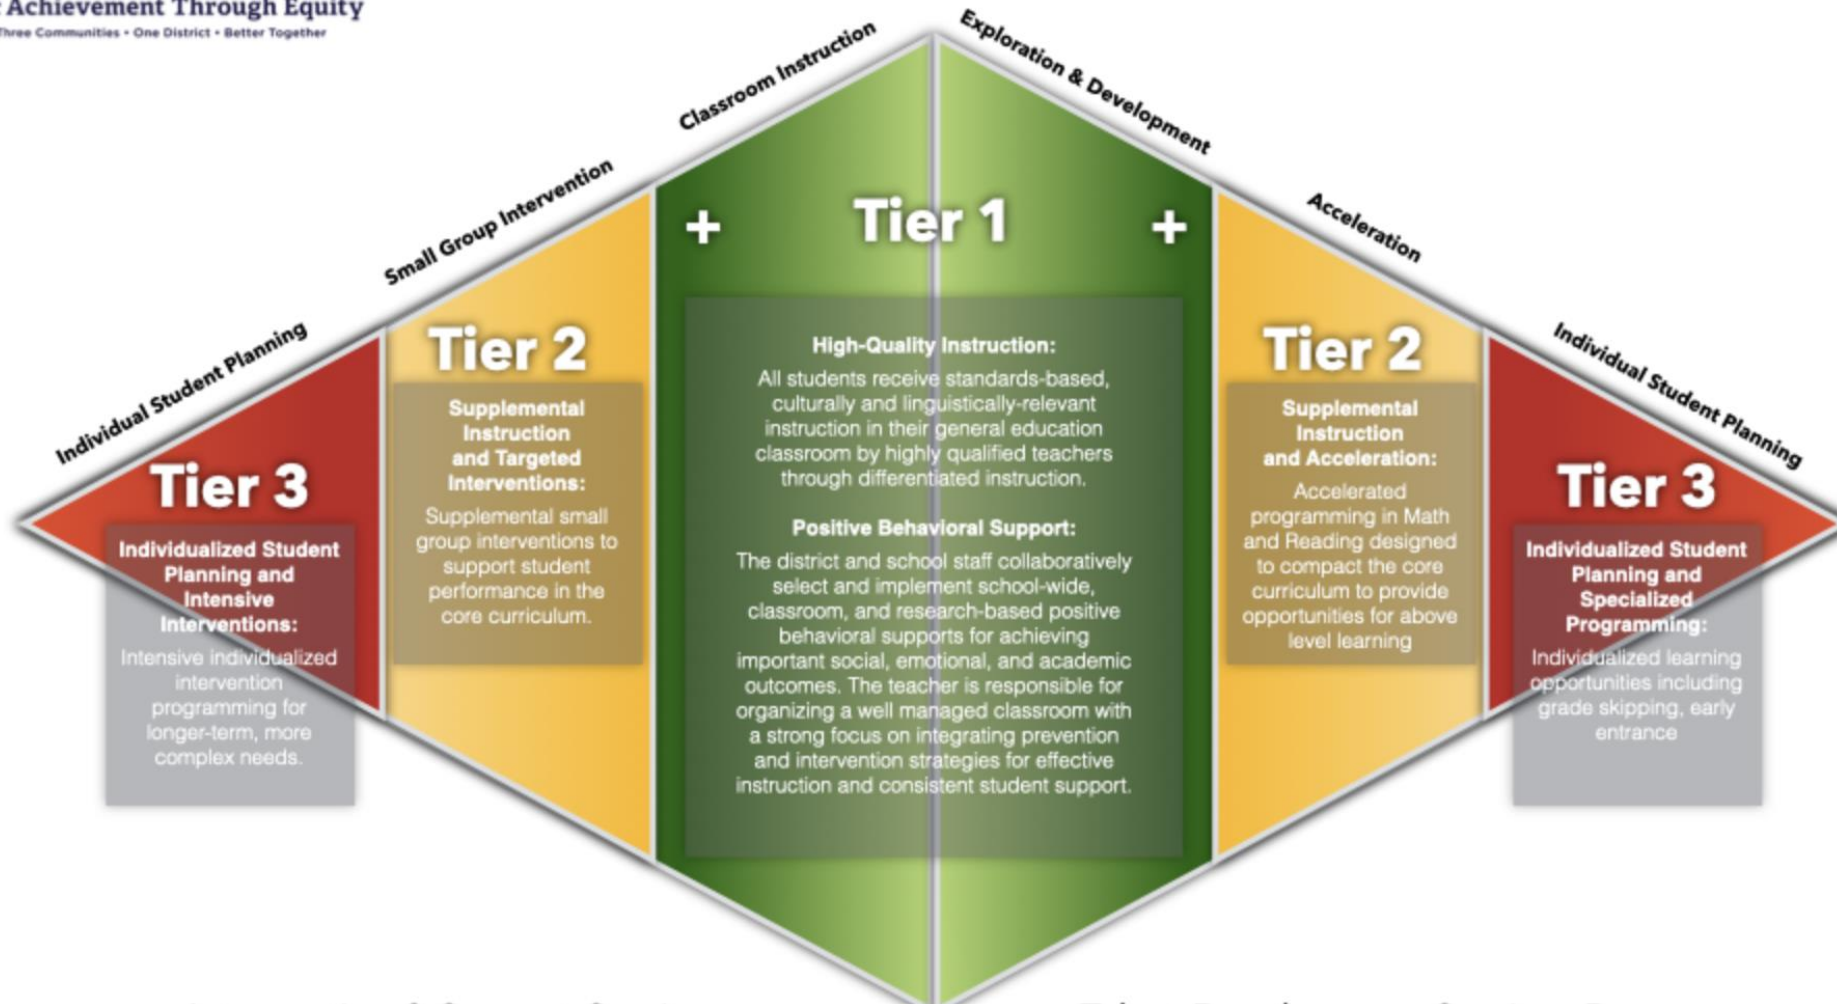 Achievement Through Equity
Three Communities • One District • Better Together
Classroom Instruction
Exploration & Development
Small Group Intervention
Acceleration
Individual Student Planning
Individual Student Planning
+ Tier 1 +
High-Quality Instruction:
All students receive standards-based,
culturally and linguistically-relevant
instruction in their general education
classroom by highly qualified teachers
through differentiated instruction.
Positive Behavioral Support:
The district and school staff collaboratively
select and implement school-wide,
classroom, and research-based positive
behavioral supports for achieving
important social, emotional, and academic
outcomes. The teacher is responsible for
organizing a well managed classroom with
a strong focus on integrating prevention
and intervention strategies for effective
instruction and consistent student support.
Tier 2
Supplemental
Instruction
and Targeted
Interventions:
Supplemental small
group interventions to
support student
performance in the
core curriculum.
Tier 2
Supplemental
Instruction
and Acceleration:
Accelerated
programming in Math
and Reading designed
to compact the core
curriculum to provide
opportunities for above
level learning
Tier 3
Individualized Student
Planning and
Intensive
Interventions:
Intensive individualized
intervention
programming for
longer-term, more
complex needs.
Tier 3
Individualized Student
Planning and
Specialized
Programming:
Individualized learning
opportunities including
grade skipping, early
entrance